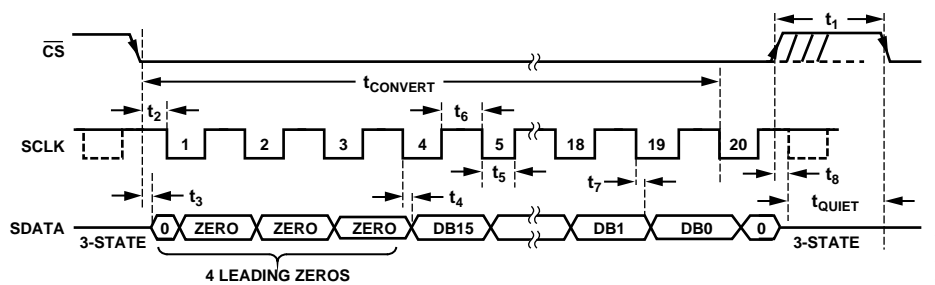 t1
CS
tCONVERT
t2
t6
SCLK
1 2 3 4 5 18 19 20
t5
t7
t8
t3
t4
tQUIET
SDATA
0 ZERO ZERO ZERO DB15 DB1 DB0 0
3-STATE
3-STATE
4 LEADING ZEROS